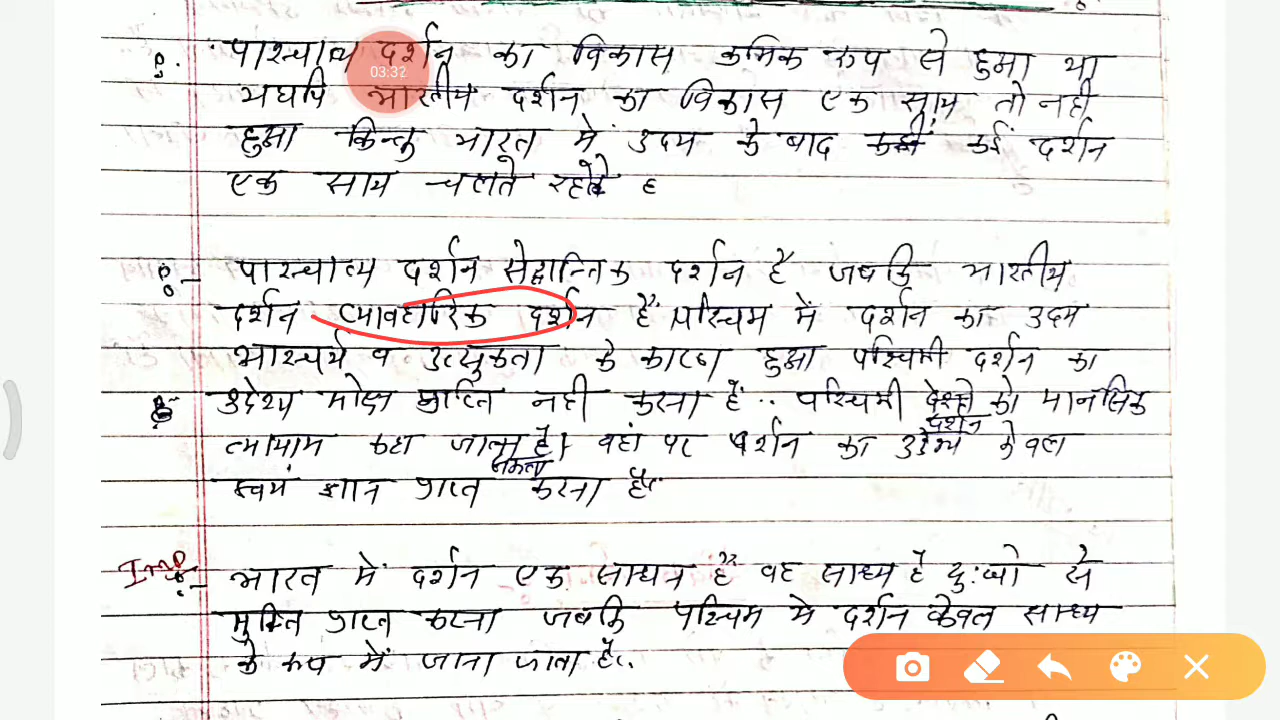 पाश्चात्य दर्शन का विकास क्रमिक रूप से हुआ था
03:32
यद्यपि भारतीय दर्शन का विकास एक साथ तो नही
हुआ किन्तु भारत में उदय के बाद कई दर्शन
एक साथ चलते रहे
पाश्चात्य दर्शन सेद्वान्तिक दर्शन है जबकि भारतीय
दर्शन व्यावहारिक दर्शन हैं पश्चिम में दर्शन का उदय
आश्चर्य व उत्सुकता के कारण हुआ पश्चिमी दर्शन का
उदेश्य मोक्ष प्राप्ति नही करना हैं .. पश्चिमी को मानसिक
दर्शन
व्यायाम कहा जाता है। वहां पर दर्शन का उद्देश्य केवल
स्वयं ज्ञान प्राप्त करना है
Imp
भारत में दर्शन एक साधन हैं वह साध्य है दुःखो से
मुक्ति प्राप्त करना जबकि पश्चिम मे दर्शन केवल साध्य
के रूप में जाना जाता है